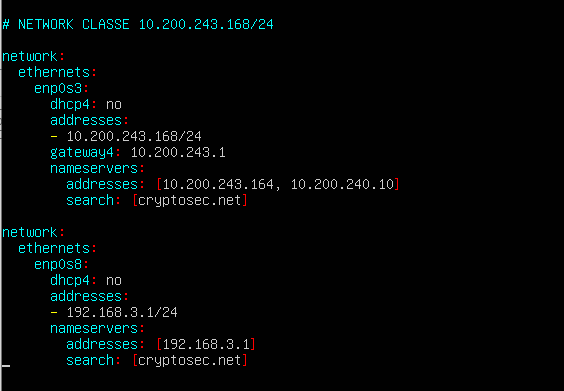 # NETWORK CLASSE 10.200.243.168/24
network:
  ethernets:
    enp0s3:
      dhcp4: no
      addresses:
      - 10.200.243.168/24
      gateway4: 10.200.243.1
      nameservers:
        addresses: [10.200.243.164, 10.200.240.10]
        search: [cryptosec.net]
network:
  ethernets:
    enp0s8:
      dhcp4: no
      addresses:
      - 192.168.3.1/24
      nameservers:
        addresses: [192.168.3.1]
        search: [cryptosec.net]